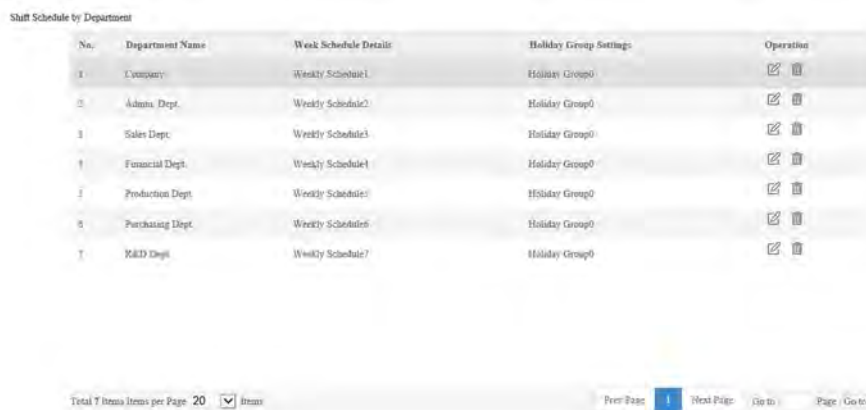 Shift Schedule by Department
No. Department Name Week Schedule Details Holiday Group Settings Operation
1 Company Weekly Schedule1 Holiday Group0
2 Admin. Dept. Weekly Schedule2 Holiday Group0
3 Sales Dept. Weekly Schedule3 Holiday Group0
4 Financial Dept. Weekly Schedule4 Holiday Group0
5 Production Dept. Weekly Schedule5 Holiday Group0
6 Purchasing Dept. Weekly Schedule6 Holiday Group0
7 R&D Dept. Weekly Schedule7 Holiday Group0
Total 7 Items Items per Page 20 Items Prev Page 1 Next Page Go to : Page : Go to